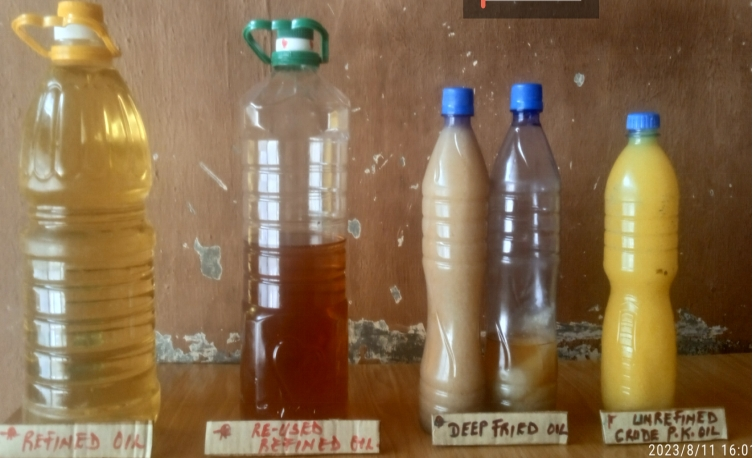 * REFINED OIL
* RE-USED
REFINED OIL
* DEEP FRIED OIL
* UNREFINED
CRUDE P.K. OIL
2023/8/11 16:01